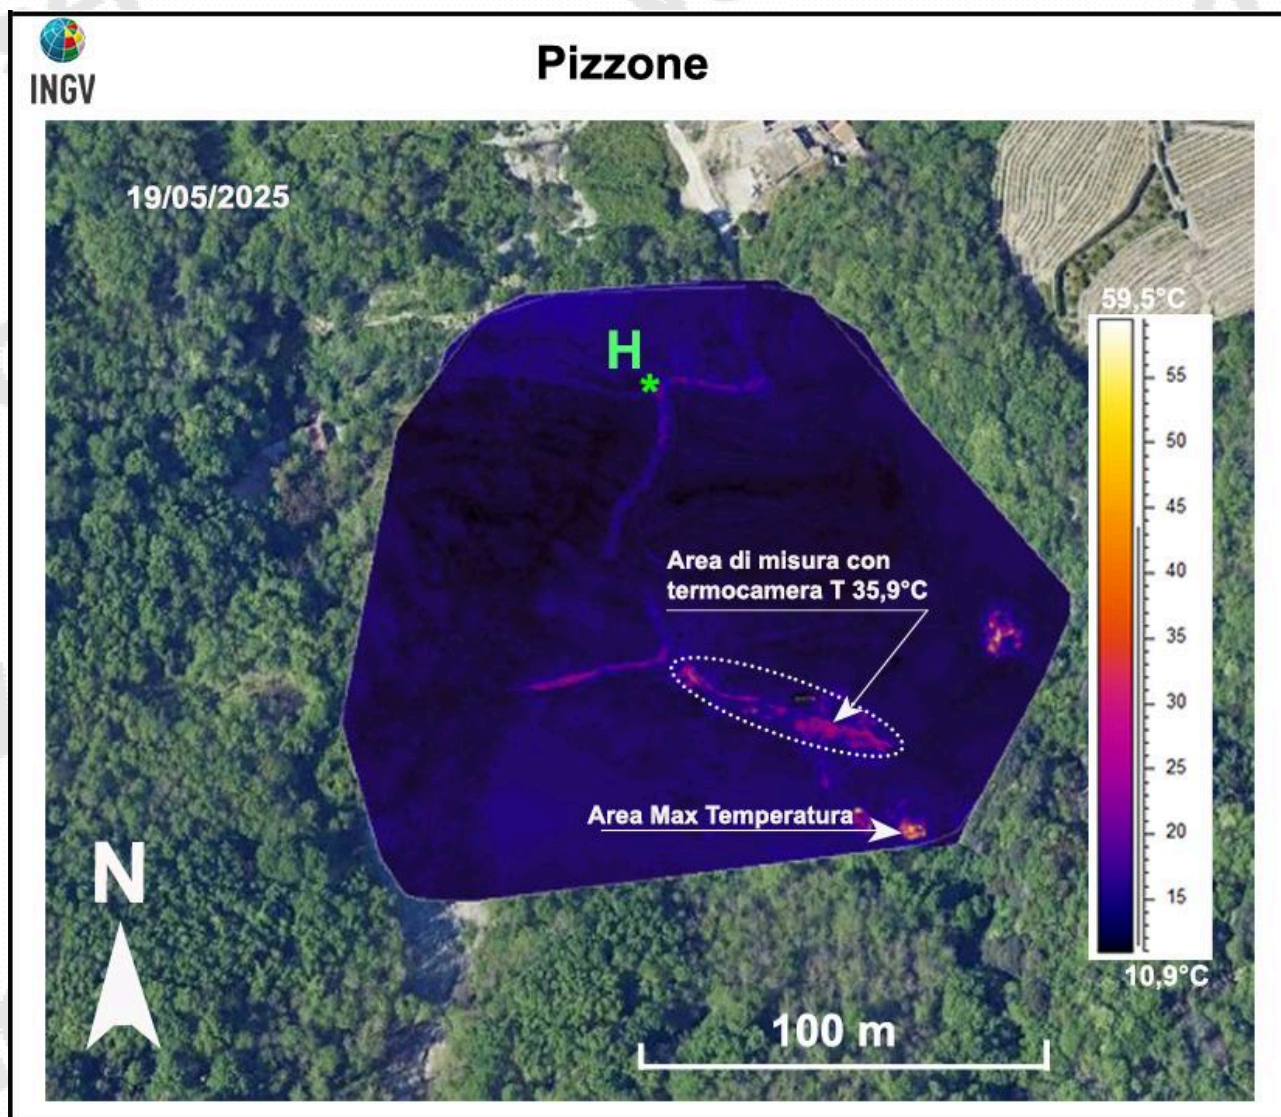 INGV
Pizzone
19/05/2025
59,5°C
H
*
55
50
45
40
35
30
25
20
15
10,9°C
Area di misura con
termocamera T 35,9°C
Area Max Temperatura
N
100 m